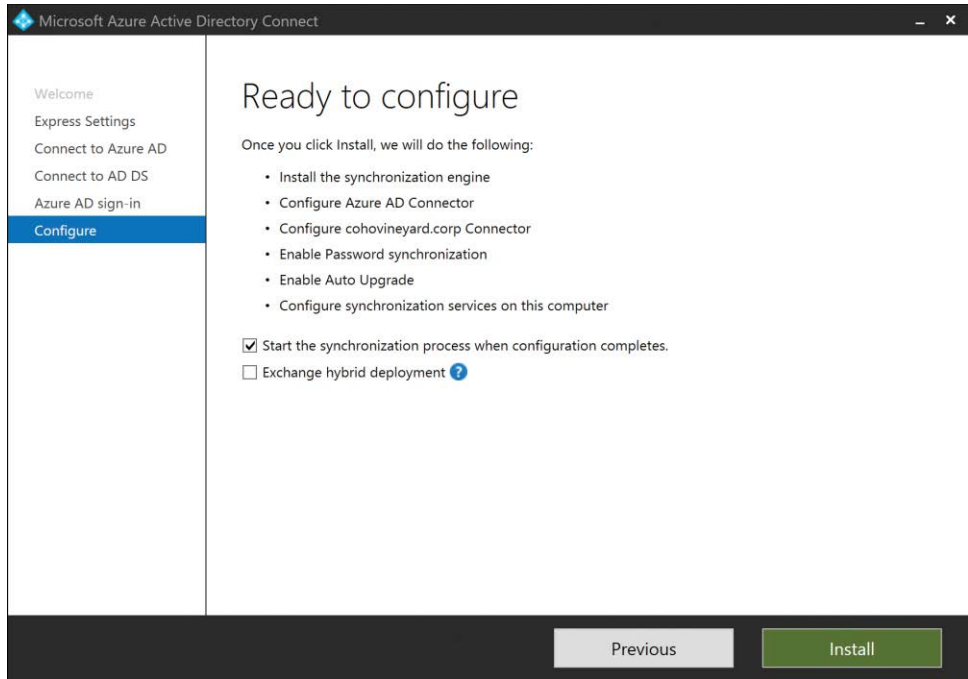 Microsoft Azure Active Directory Connect
Welcome
Express Settings
Connect to Azure AD
Connect to AD DS
Azure AD sign-in
Configure
Ready to configure
Once you click Install, we will do the following:
• Install the synchronization engine
• Configure Azure AD Connector
• Configure cohovineyard.corp Connector
• Enable Password synchronization
• Enable Auto Upgrade
• Configure synchronization services on this computer
Start the synchronization process when configuration completes.
Exchange hybrid deployment ?
Previous
Install